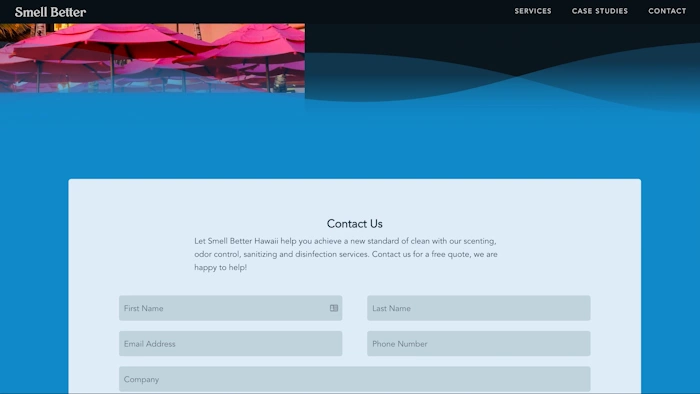 Smell Better
SERVICES
CASE STUDIES
CONTACT
Contact Us
Let Smell Better Hawaii help you achieve a new standard of clean with our scenting,
odor control, sanitizing and disinfection services. Contact us for a free quote, we are
happy to help!
First Name
Last Name
Email Address
Phone Number
Company